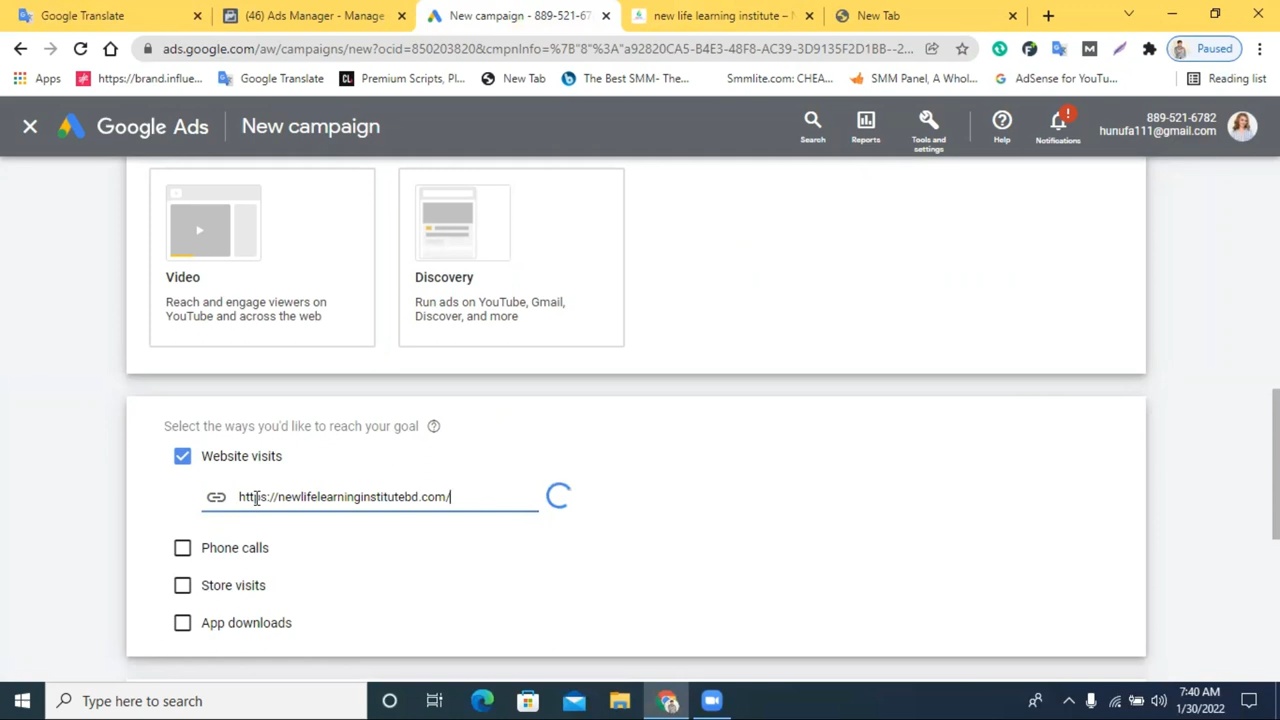 Google Translate
(46) Ads Manager - Manage
New campaign - 889-521-67
new life learning institute –
New Tab
ads.google.com/aw/campaigns/new?ocid=850203820&cmpnInfo=%7B"8"%3A"a92820CA5-B4E3-48F8-AC39-3D9135F2D1BB--2...
Paused
Apps
https://brand.influe...
Google Translate
Premium Scripts, Pl...
New Tab
The Best SMM-The...
Smmlite.com: CHEA...
SMM Panel, A Whol...
AdSense for YouTu...
Reading list
Google Ads
New campaign
Search
Reports
Tools and
settings
Help
Notifications
889-521-6782
hunufa111@gmail.com
Video
Reach and engage viewers on
YouTube and across the web
Discovery
Run ads on YouTube, Gmail,
Discover, and more
Select the ways you'd like to reach your goal
Website visits
https://newlifelearninginstitutebd.com/
Phone calls
Store visits
App downloads
Type here to search
7:40 AM
1/30/2022